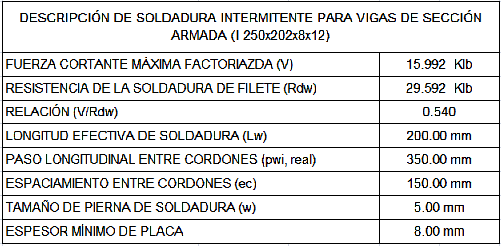 DESCRIPCIÓN DE SOLDADURA INTERMITENTE PARA VIGAS DE SECCIÓN
ARMADA (I 250x202x8x12)
FUERZA CORTANTE MÁXIMA FACTORIAZDA (V) 15.992 Klb
RESISTENCIA DE LA SOLDADURA DE FILETE (Rdw) 29.592 Klb
RELACIÓN (V/Rdw) 0.540
LONGITUD EFECTIVA DE SOLDADURA (Lw) 200.00 mm
PASO LONGITUDINAL ENTRE CORDONES (pwi, real) 350.00 mm
ESPACIAMIENTO ENTRE CORDONES (ec) 150.00 mm
TAMAÑO DE PIERNA DE SOLDADURA (w) 5.00 mm
ESPESOR MÍNIMO DE PLACA 8.00 mm